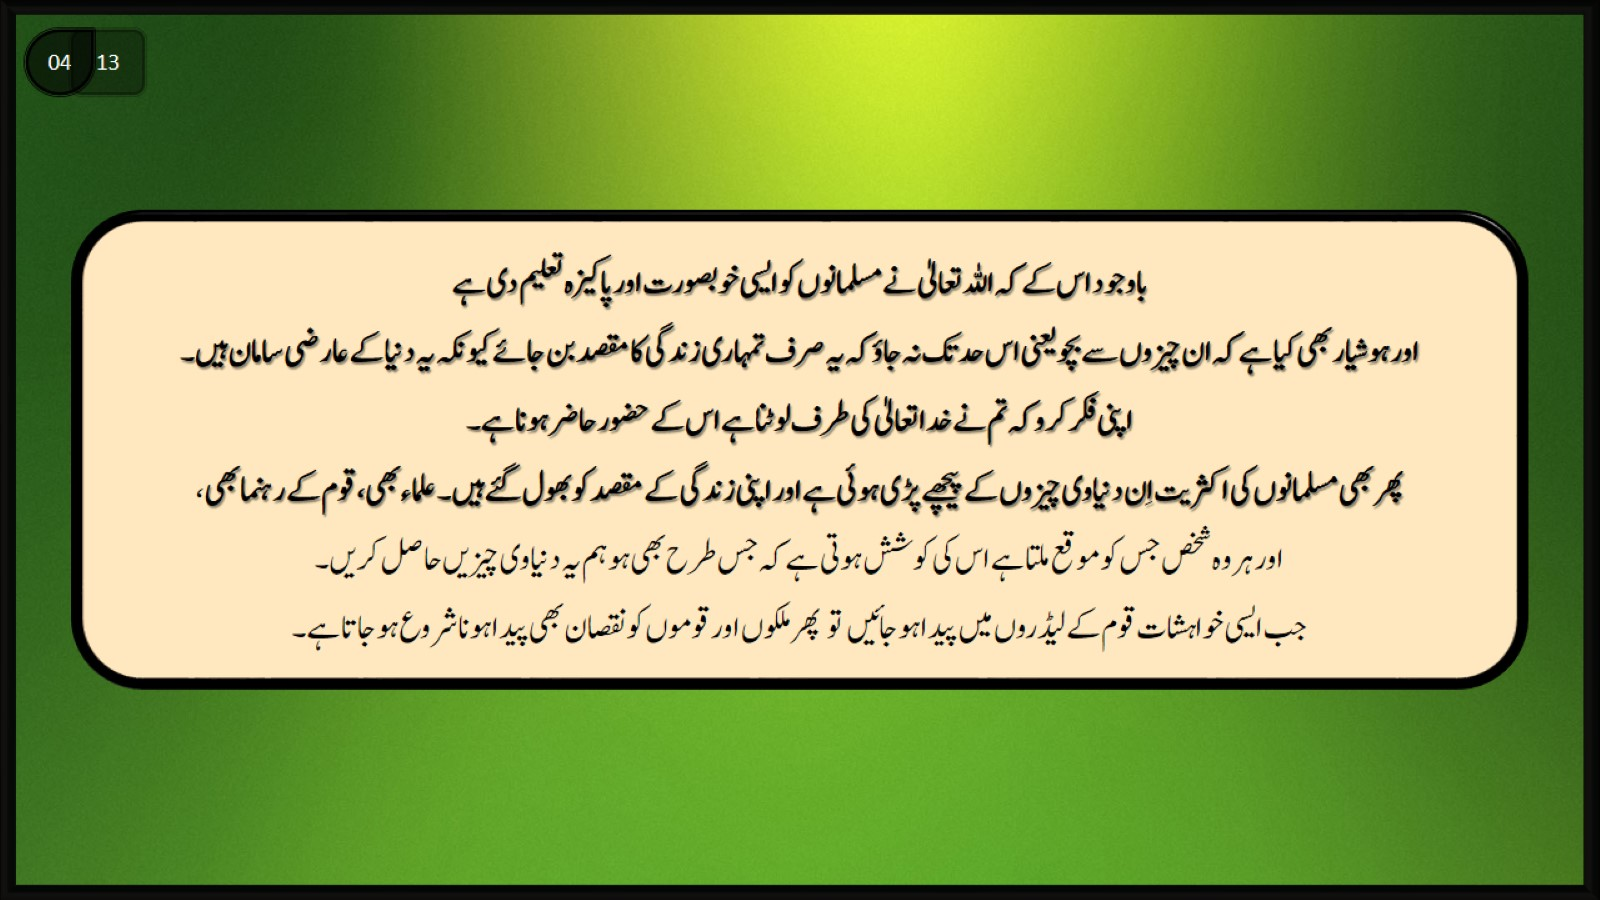 04 13
باوجود اس کے کہ اللہ تعالیٰ نے مسلمانوں کو ایسی خوبصورت اور پاکیزہ تعلیم دی ہے
اور ہوشیار بھی کیا ہے کہ ان چیزوں سے بچو یعنی اس حد تک نہ جاؤ کہ یہ صرف تمہاری زندگی کا مقصد بن جائے کیونکہ یہ دنیا کے عارضی سامان ہیں۔
اپنی فکر کرو کہ تم نے خدا تعالیٰ کی طرف لوٹنا ہے اس کے حضور حاضر ہونا ہے۔
پھر بھی مسلمانوں کی اکثریت اِن دنیاوی چیزوں کے پیچھے پڑی ہوئی ہے اور اپنی زندگی کے مقصد کو بھول گئے ہیں۔ علماء بھی، قوم کے رہنما بھی،
اور ہر وہ شخص جس کو موقع ملتا ہے اس کی کوشش ہوتی ہے کہ جس طرح بھی ہو ہم یہ دنیاوی چیزیں حاصل کریں۔
جب ایسی خواہشات قوم کے لیڈروں میں پیدا ہو جائیں تو پھر ملکوں اور قوموں کو نقصان بھی پیدا ہونا شروع ہو جاتا ہے۔